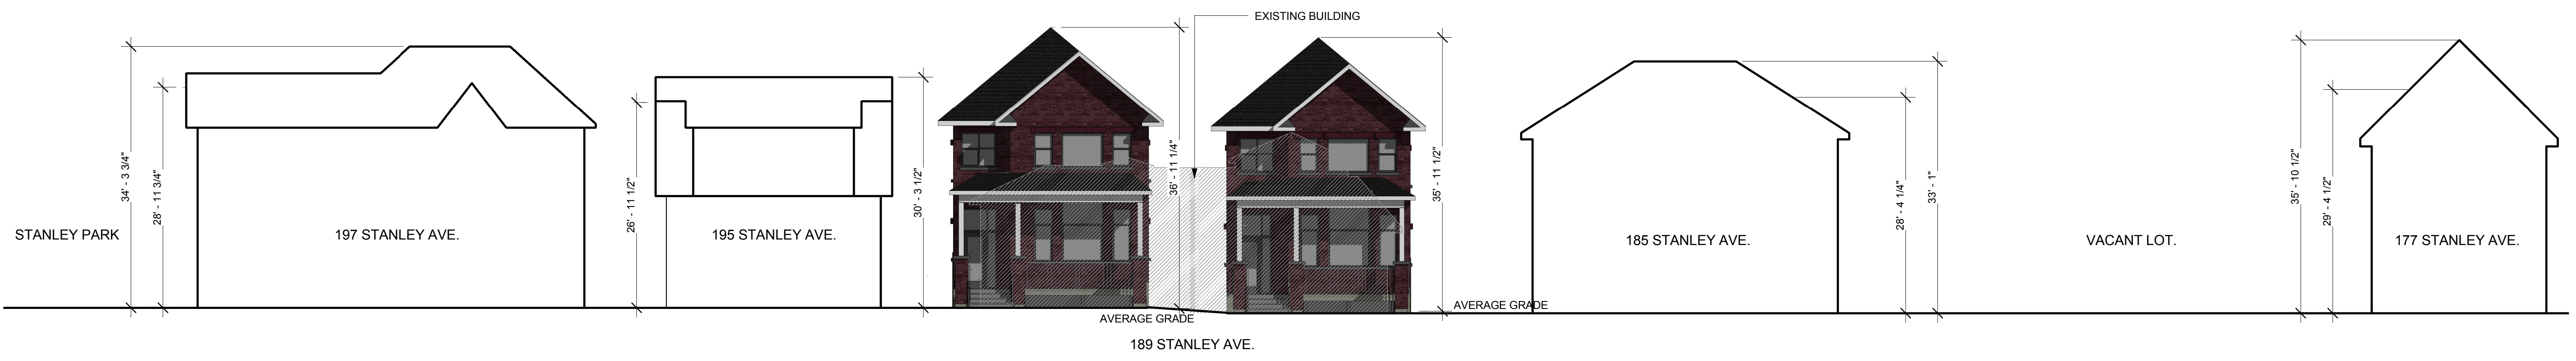 EXISTING BUILDING
34' - 3 3/4"
28' - 11 3/4"
26' - 11 1/2"
30' - 3 1/2"
36' - 11 1/4"
35' - 11 1/2"
28' - 4 1/4"
33' - 1"
35' - 10 1/2"
29' - 4 1/2"
STANLEY PARK
197 STANLEY AVE.
195 STANLEY AVE.
185 STANLEY AVE.
VACANT LOT.
177 STANLEY AVE.
AVERAGE GRADE
AVERAGE GRADE
189 STANLEY AVE.